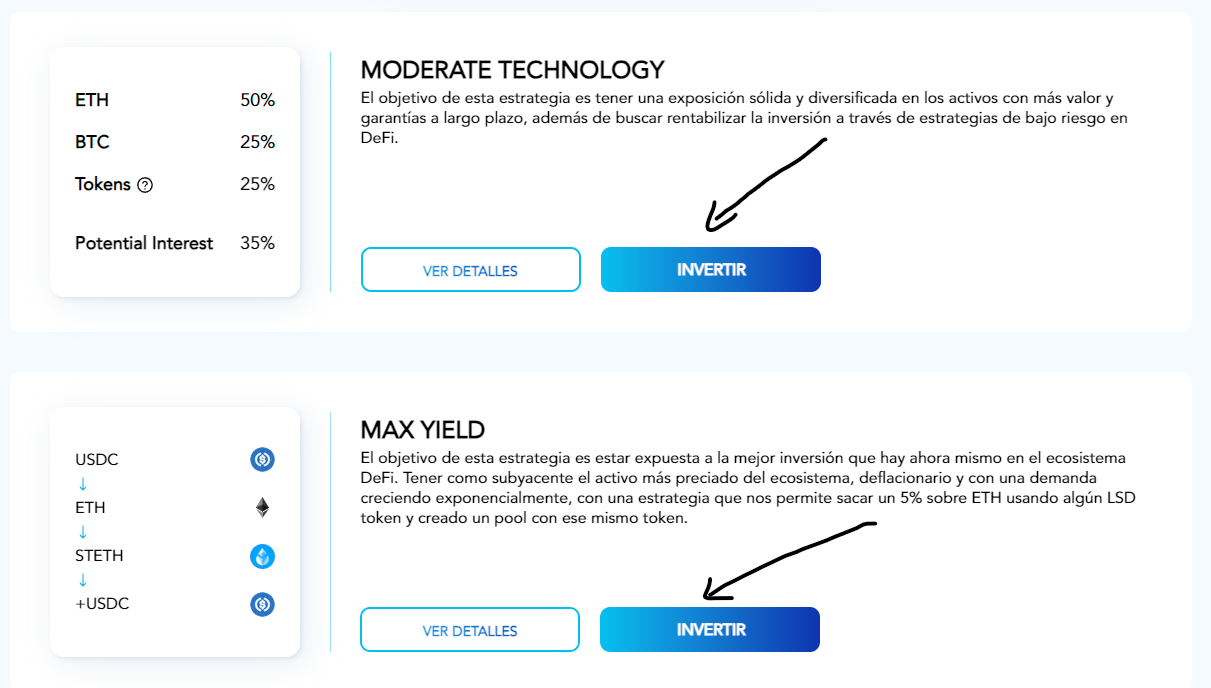 ETH 50%
BTC 25%
Tokens ? 25%
Potential Interest 35%
MODERATE TECHNOLOGY
El objetivo de esta estrategia es tener una exposición sólida y diversificada en los activos con más valor y
garantías a largo plazo, además de buscar rentabilizar la inversión a través de estrategias de bajo riesgo en
DeFi.
VER DETALLES
INVERTIR
USDC
↓
ETH
↓
STETH
↓
+USDC
MAX YIELD
El objetivo de esta estrategia es estar expuesta a la mejor inversión que hay ahora mismo en el ecosistema
DeFi. Tener como subyacente el activo más preciado del ecosistema, deflacionario y con una demanda
creciendo exponencialmente, con una estrategia que nos permite sacar un 5% sobre ETH usando algún LSD
token y creado un pool con ese mismo token.
VER DETALLES
INVERTIR